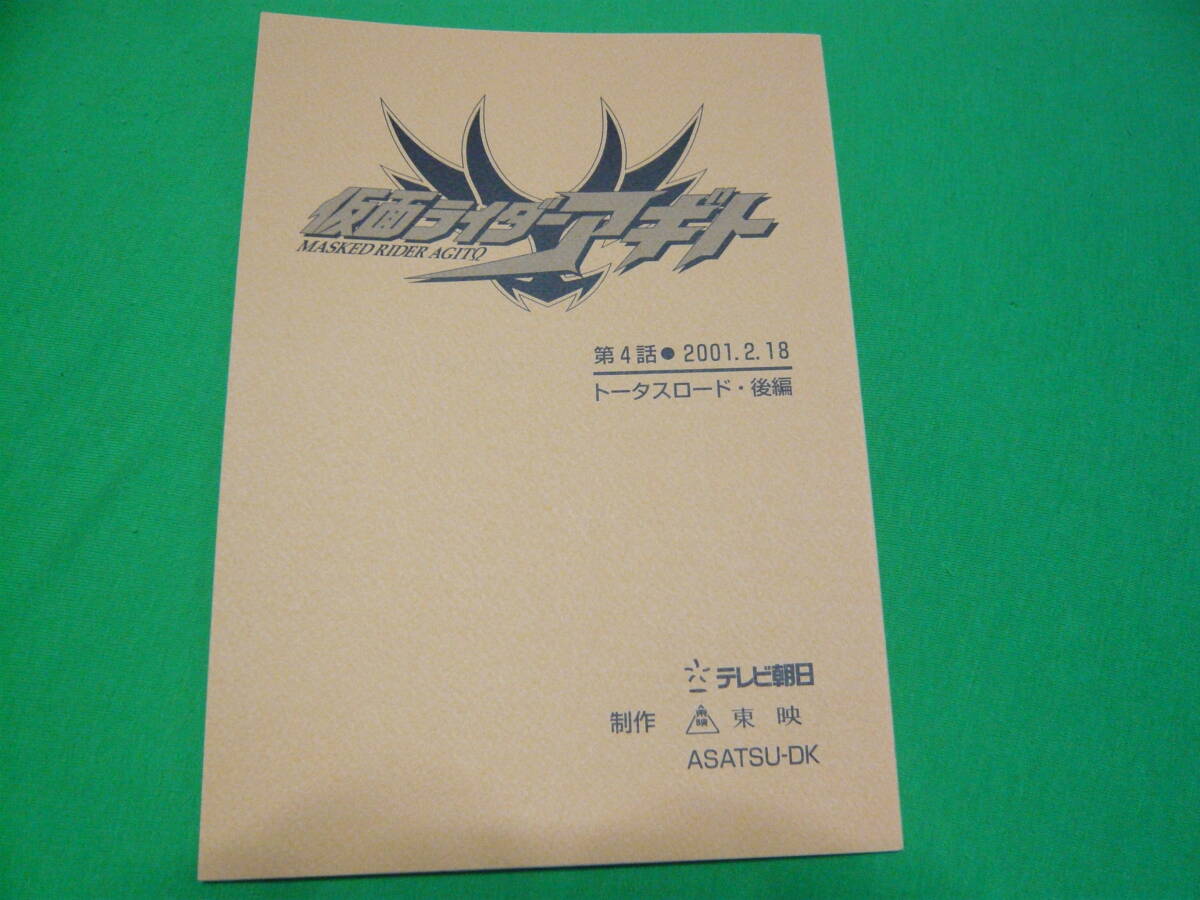 仮面ライダーアギト
MASKED RIDER AGITΩ
第4話●2001.2.18
トータスロード・後編
テレビ朝日
制作 東映 東映
ASATSU-DK